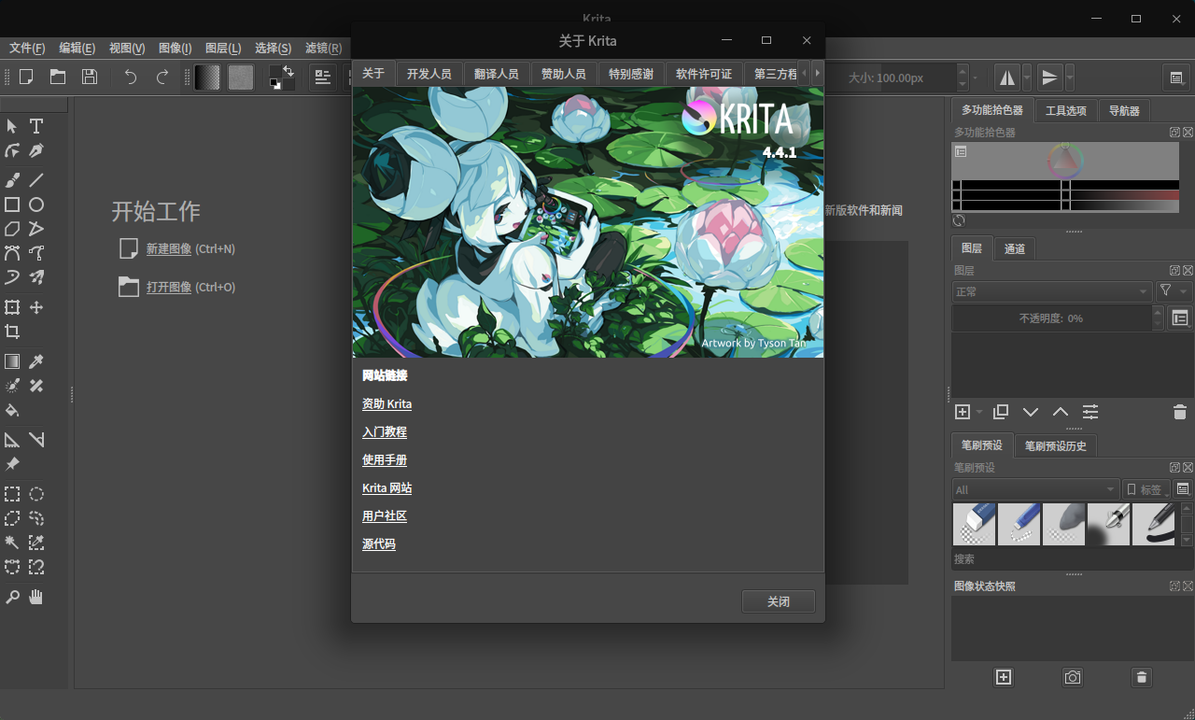 Krita
关于 Krita
文件(F) 编辑(E) 视图(V) 图像(I) 图层(L) 选择(S) 滤镜(R)
关于 开发人员 翻译人员 赞助人员 特别感谢 软件许可证 第三方程
大小: 100.00px
KRITA
4.4.1
Artwork by Tyson Tan
开始工作
新建图像 (Ctrl+N)
打开图像 (Ctrl+O)
新版软件和新闻
网站链接
资助 Krita
入门教程
使用手册
Krita 网站
用户社区
源代码
关闭
多功能拾色器 工具选项 导航器
多功能拾色器
图层 通道
图层
正常
不透明度: 0%
笔刷预设 笔刷预设历史
笔刷预设
All 标签
搜索
图像状态快照